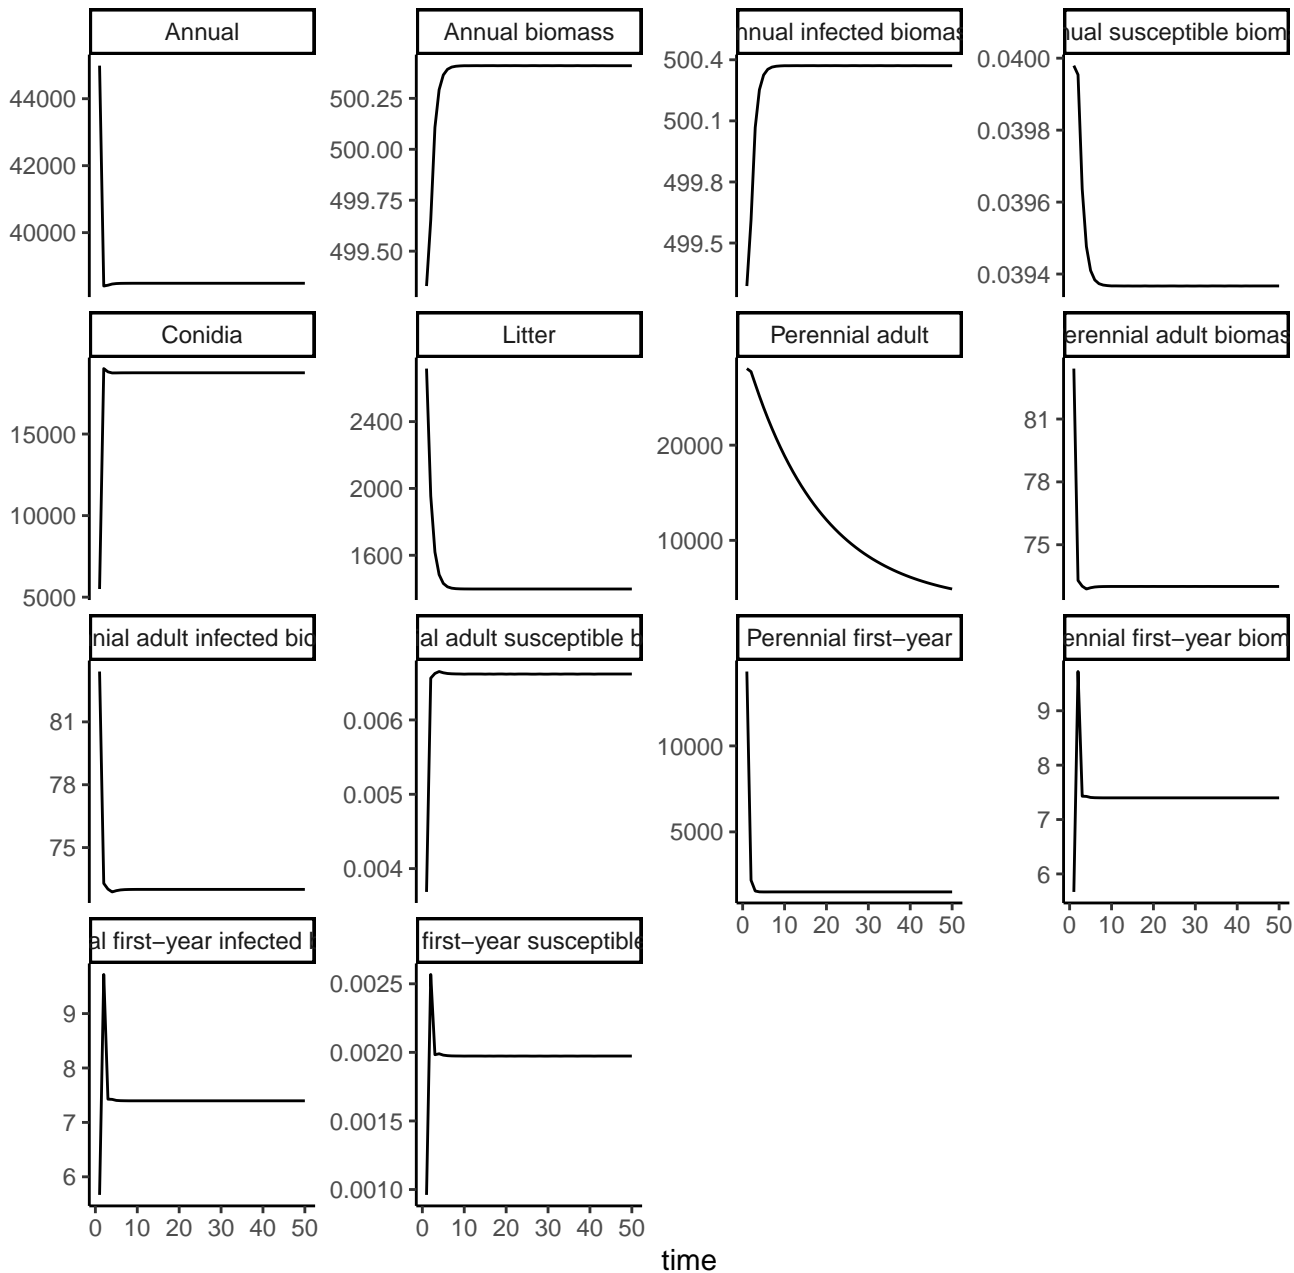 Annual
Annual biomass
nnual infected biomas
ual susceptible biom
44000
42000
40000
500.25
500.00
499.75
499.50
500.4
500.1
499.8
499.5
0.0400
0.0398
0.0396
0.0394
Conidia
Litter
Perennial adult
erennial adult biomas
15000
10000
5000
2400
2000
1600
20000
10000
81
78
75
nial adult infected bio
al adult susceptible b
Perennial first−year
ennial first−year biom
81
78
75
0.006
0.005
0.004
10000
5000
9
8
7
6
0 10 20 30 40 50
0 10 20 30 40 50
al first−year infected b
first−year susceptible
9
8
7
6
0.0025
0.0020
0.0015
0.0010
0 10 20 30 40 50
0 10 20 30 40 50
time